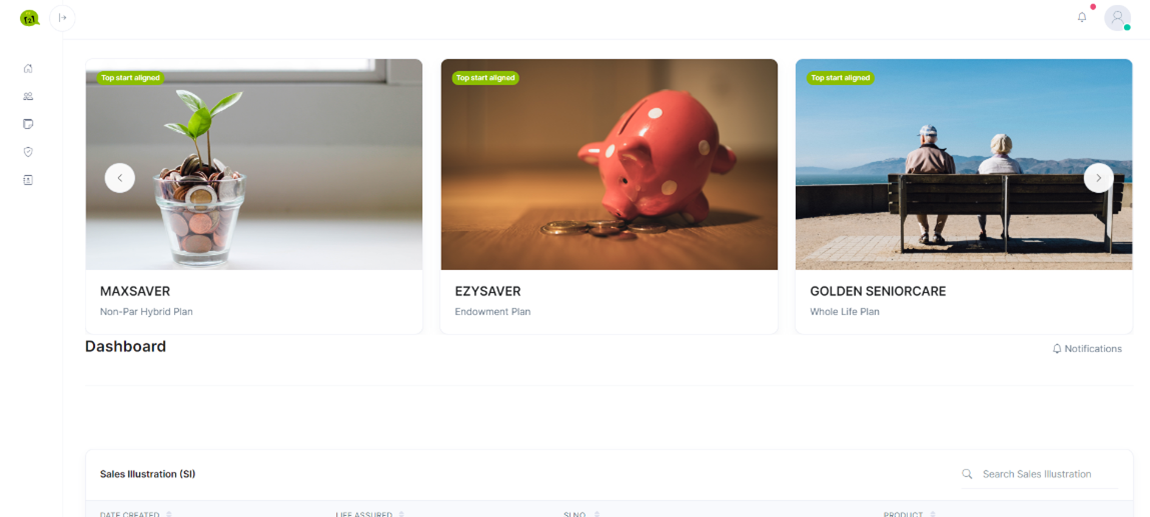 Top start aligned
Top start aligned
Top start aligned
MAXSAVER
Non-Par Hybrid Plan
EZYSAVER
Endowment Plan
GOLDEN SENIORCARE
Whole Life Plan
Dashboard
Notifications
Sales Illustration (SI)
Search Sales Illustration
DATE CREATED
LIFE ASSURED
SI NO.
PRODUCT